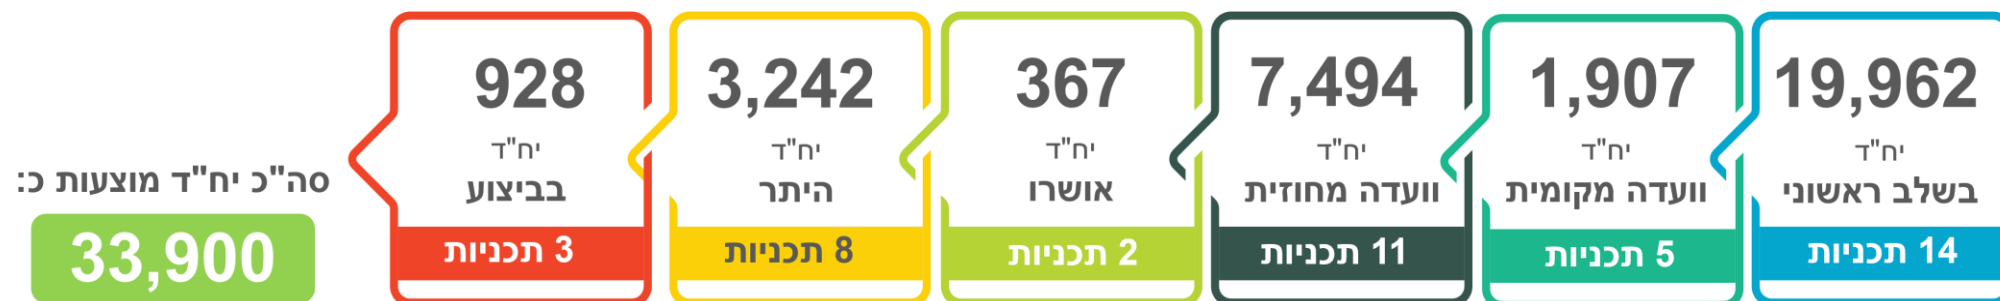 19,962
יח"ד
בשלב ראשוני
14 תכניות
1,907
יח"ד
וועדה מקומית
5 תכניות
7,494
יח"ד
וועדה מחוזית
11 תכניות
367
יח"ד
אושרו
2 תכניות
3,242
יח"ד
היתר
8 תכניות
928
יח"ד
בביצוע
3 תכניות
סה"כ יח"ד מוצעות כ:
33,900